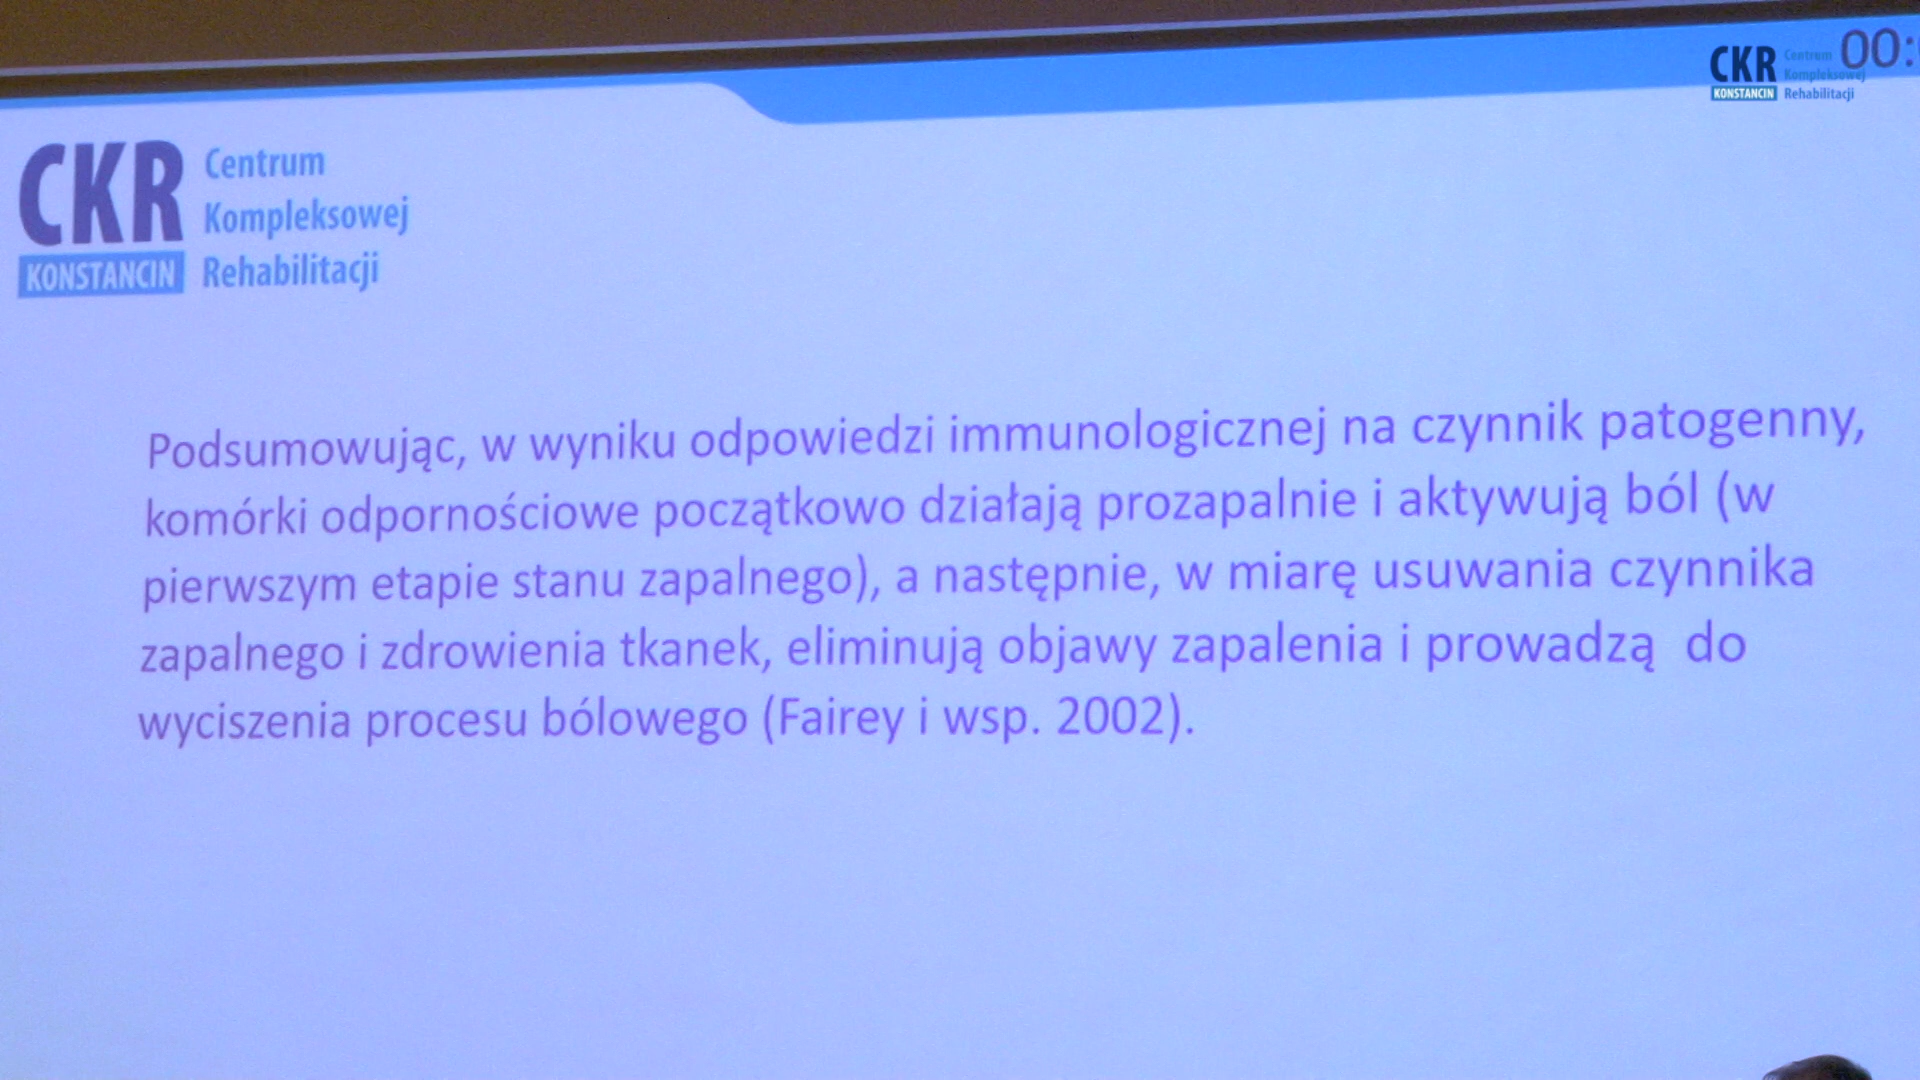 CKR Centrum Kompleksowej Rehabilitacji
KONSTANCIN
00:
CKR
KONSTANCIN
Centrum
Kompleksowej
Rehabilitacji
Podsumowując, w wyniku odpowiedzi immunologicznej na czynnik patogenny,
komórki odpornościowe początkowo działają prozapalnie i aktywują ból (w
pierwszym etapie stanu zapalnego), a następnie, w miarę usuwania czynnika
zapalnego i zdrowienia tkanek, eliminują objawy zapalenia i prowadzą do
wyciszenia procesu bólowego (Fairey i wsp. 2002).